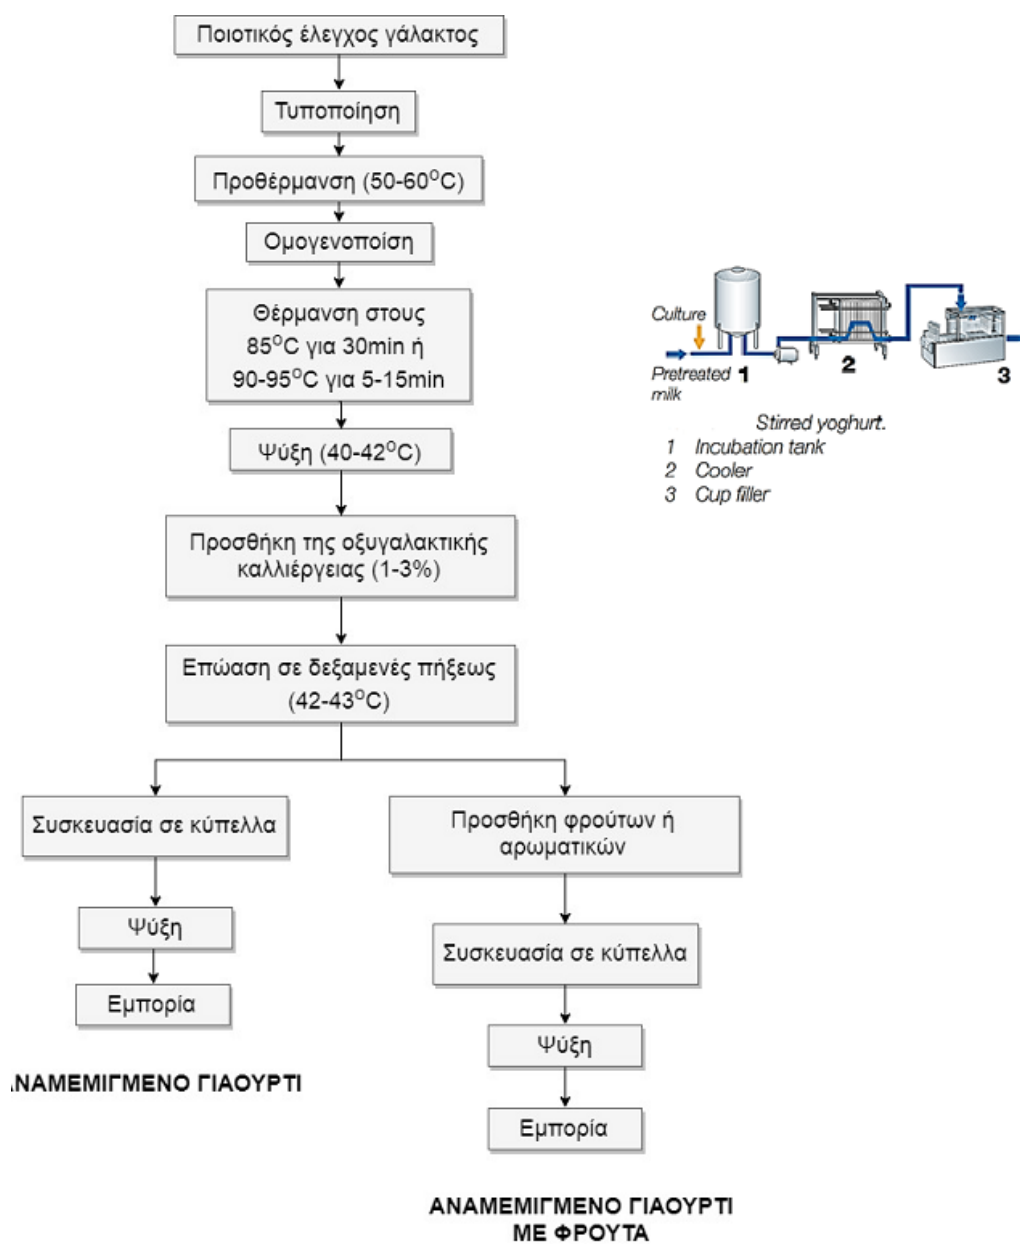 Ποιοτικός έλεγχος γάλακτος
Τυποποίηση
Προθέρμανση (50-60°C)
Ομογενοποίση
Θέρμανση στους
85°C για 30min ή
90-95°C για 5-15min
Ψύξη (40-42°C)
Προσθήκη της οξυγαλακτικής
καλλιέργειας (1-3%)
Επώαση σε δεξαμενές πήξεως
(42-43°C)
Συσκευασία σε κύπελλα
Ψύξη
Εμπορία
ΑΝΑΜΕΜΙΓΜΕΝΟ ΓΙΑΟΥΡΤΙ
Προσθήκη φρούτων ή
αρωματικών
Συσκευασία σε κύπελλα
Ψύξη
Εμπορία
ΑΝΑΜΕΜΙΓΜΕΝΟ ΓΙΑΟΥΡΤΙ
ΜΕ ΦΡΟΥΤΑ
Culture
Pretreated
milk
1
2
3
Stirred yoghurt.
1 Incubation tank
2 Cooler
3 Cup filler